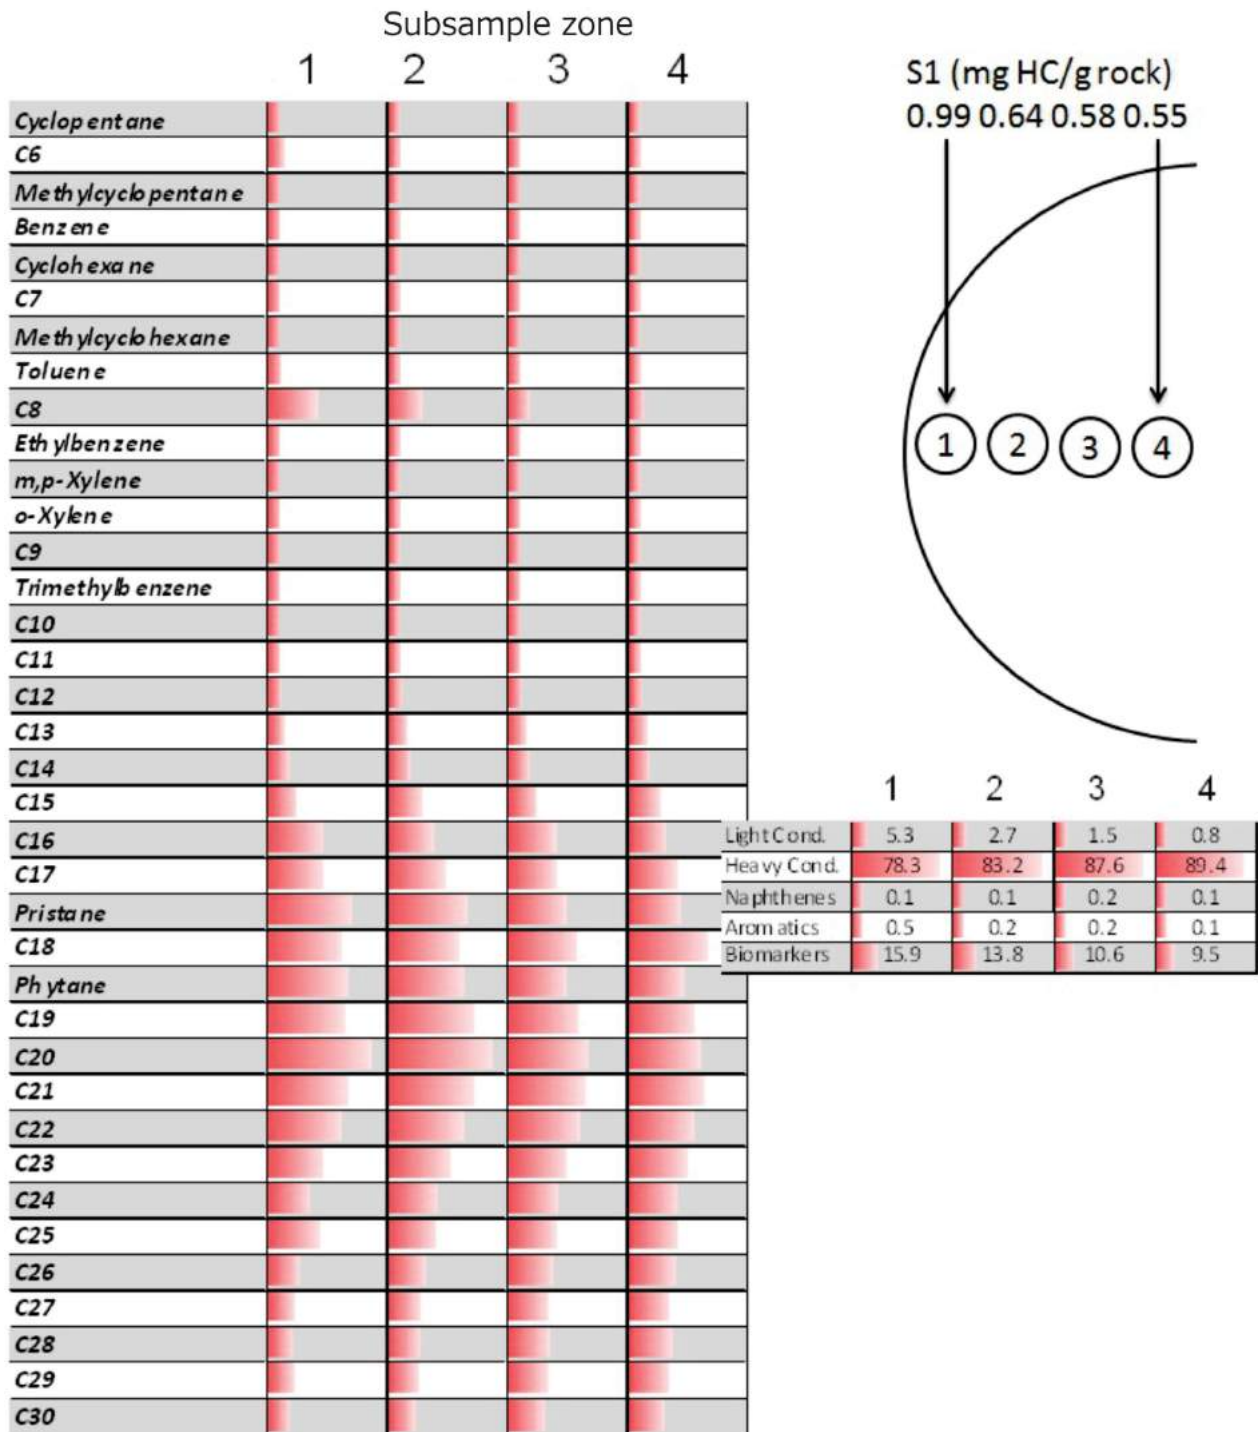 Subsample zone
1 2 3 4
Cyclopentane
C6
Methylcyclopentane
Benzene
Cyclohexane
C7
Methylcyclohexane
Toluene
C8
Ethylbenzene
m,p-Xylene
o-Xylene
C9
Trimethylbenzene
C10
C11
C12
C13
C14
C15
C16
C17
Pristane
C18
Phytane
C19
C20
C21
C22
C23
C24
C25
C26
C27
C28
C29
C30
S1 (mg HC/g rock)
0.99 0.64 0.58 0.55
1 2 3 4
1 2 3 4
Light Cond. 5.3 2.7 1.5 0.8
Heavy Cond. 78.3 83.2 87.6 89.4
Naphthenes 0.1 0.1 0.2 0.1
Aromatics 0.5 0.2 0.2 0.1
Biomarkers 15.9 13.8 10.6 9.5